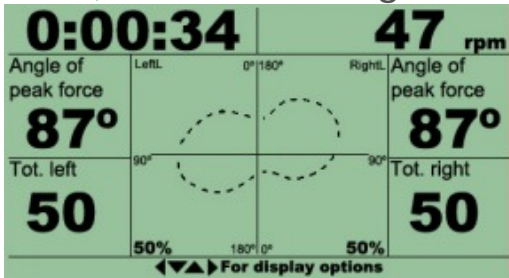 0:00:34
47 rpm
Angle of
peak force
87º
LeftL
0º 180º
RightL
Angle of
peak force
87º
Tot. left
50
90º
90º
Tot. right
50
50%
180º 0º
50%
For display options